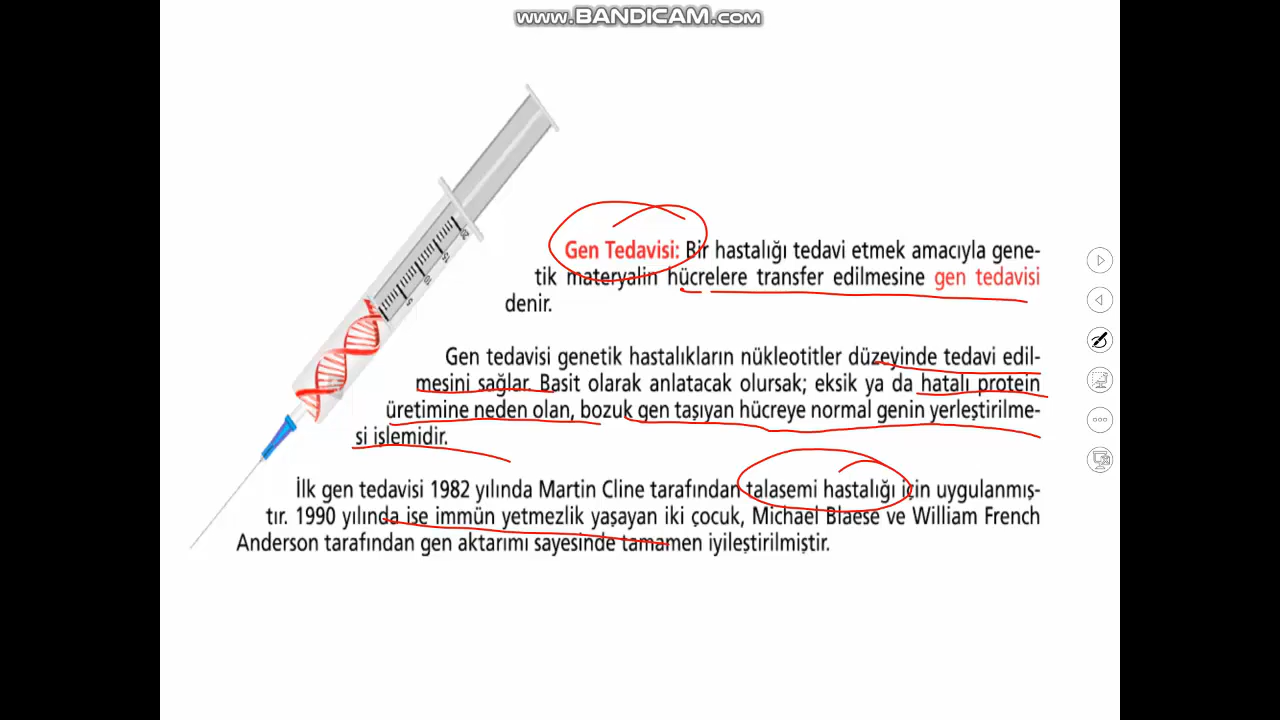 www.BANDICAM.com
Gen Tedavisi: Bir hastalığı tedavi etmek amacıyla gene-
tik materyalin hücrelere transfer edilmesine gen tedavisi
denir.
Gen tedavisi genetik hastalıkların nükleotitler düzeyinde tedavi edil-
mesini sağlar. Basit olarak anlatacak olursak; eksik ya da hatalı protein
üretimine neden olan, bozuk gen taşıyan hücreye normal genin yerleştirilme-
si işlemidir.
İlk gen tedavisi 1982 yılında Martin Cline tarafından talasemi hastalığı için uygulanmış-
tır. 1990 yılında ise immün yetmezlik yaşayan iki çocuk, Michael Blaese ve William French
Anderson tarafından gen aktarımı sayesinde tamamen iyileştirilmiştir.
20
15
10
5